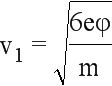 v₁ = √(6eφ/m)